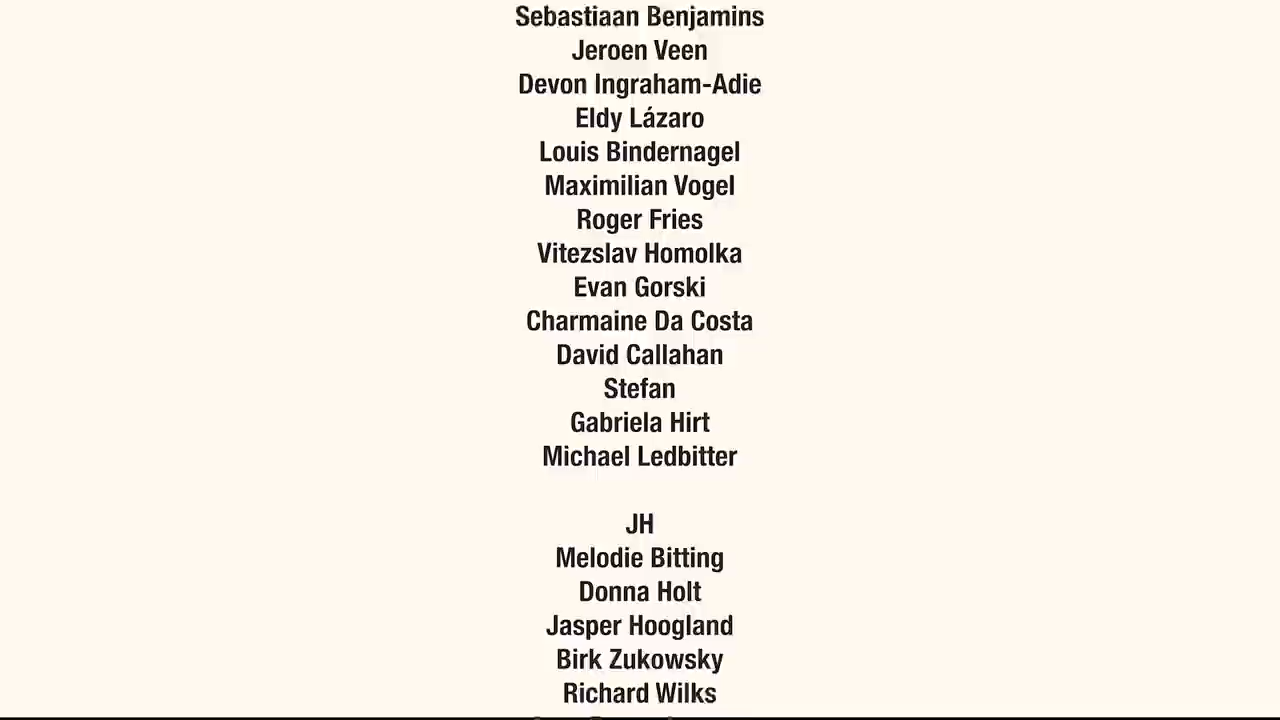 Sebastiaan Benjamins
Jeroen Veen
Devon Ingraham-Adie
Eldy Lázaro
Louis Bindernagel
Maximilian Vogel
Roger Fries
Vitezslav Homolka
Evan Gorski
Charmaine Da Costa
David Callahan
Stefan
Gabriela Hirt
Michael Ledbitter
JH
Melodie Bitting
Donna Holt
Jasper Hoogland
Birk Zukowsky
Richard Wilks